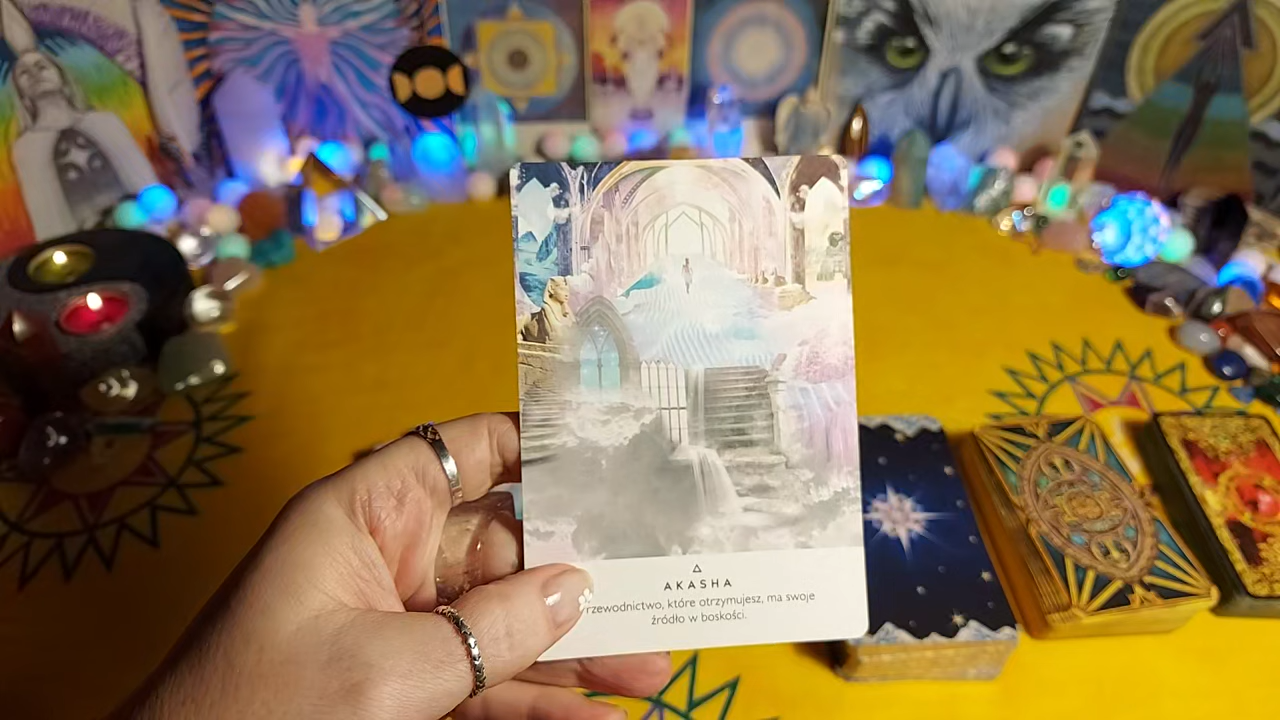 AKASHA
rzewodnictwo, które otrzymujesz, ma swoje
źródło w boskości.